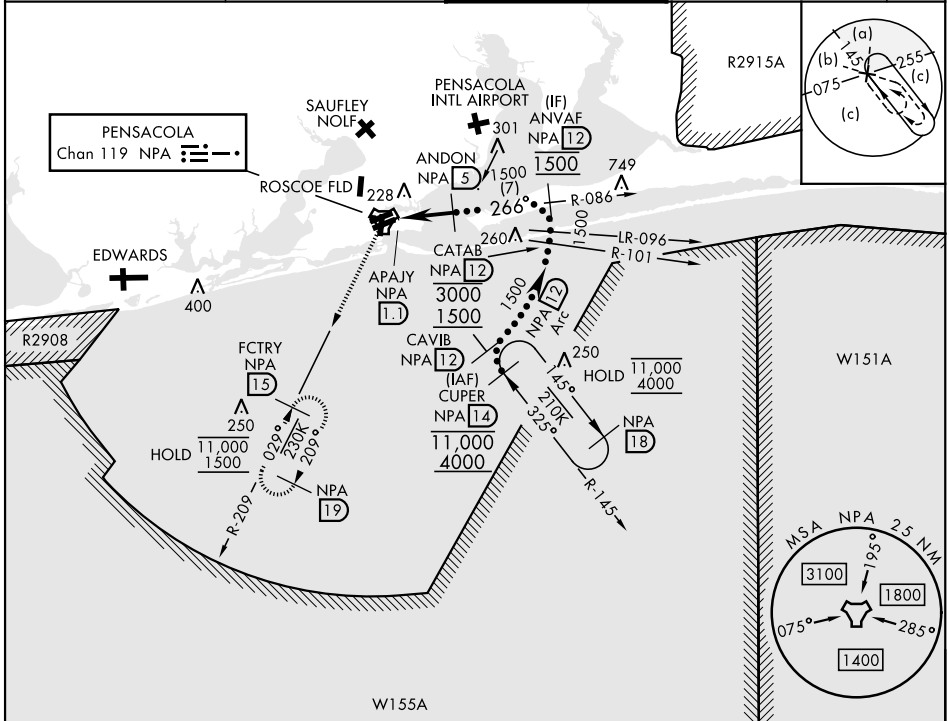 PENSACOLA
Chan 119 NPA
SAUFLEY
NOLF
PENSACOLA
INTL AIRPORT
301
(IF)
ANVAF
NPA 12
1500
R2915A
(a)
145°
(b)
255
(c)
075
(c)
ANDON
NPA 5
1500
(7)
749
ROSCOE FLD
228
266°
R-086
1500
260
LR-096
R-101
EDWARDS
400
APAJY
NPA
1.1
CATAB
NPA 12
3000
1500
1500
NPA 12
Arc
R2908
FCTRY
NPA
15
CAVIB
NPA 12
(IAF)
CUPER
NPA 14
11,000
4000
250
HOLD 11,000
4000
W151A
145°
210K
325°
NPA
18
250
HOLD 11,000
1500
029°
230K
209°
NPA
19
R-209
R-145
MSA NPA 25 NM
195°
3100
1800
075°
285°
1400
W155A